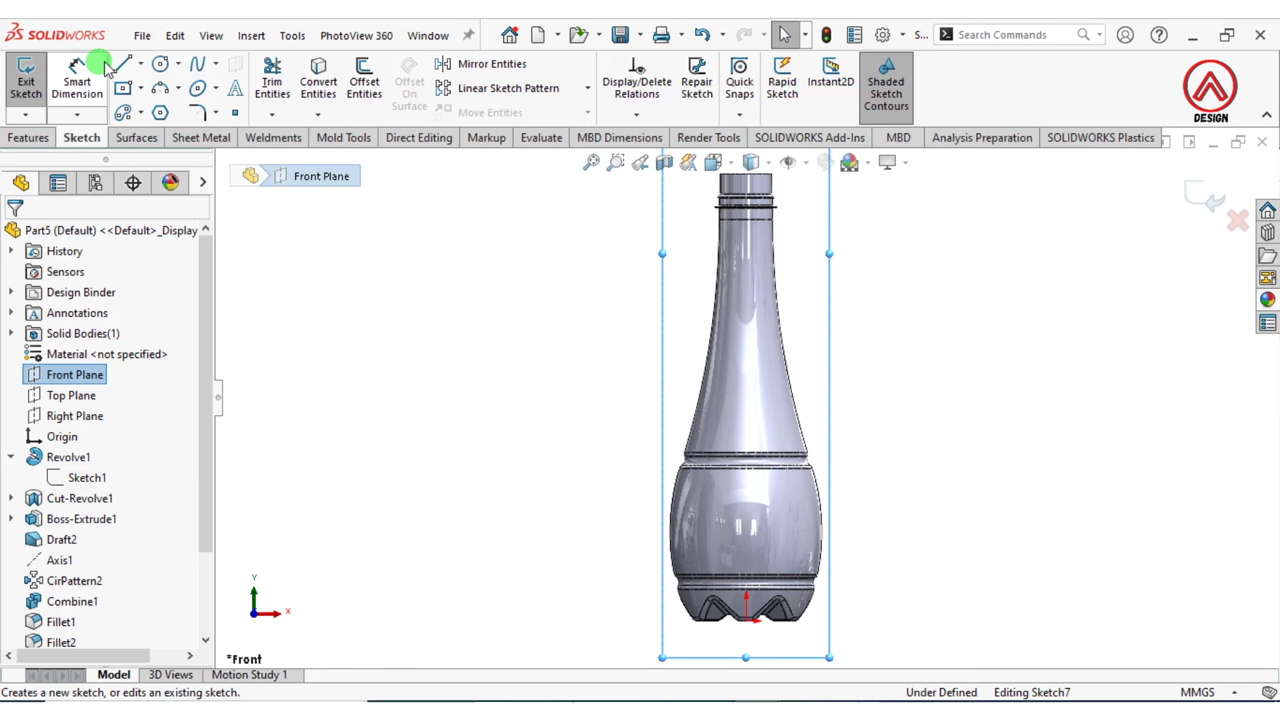 SOLIDWORKS File Edit View Insert Tools PhotoView 360 Window S... Search Commands
Exit Sketch
Smart Dimension
Trim Entities
Convert Entities
Offset Entities
Offset On Surface
Mirror Entities
Linear Sketch Pattern
Move Entities
Display/Delete Relations
Repair Sketch
Quick Snaps
Rapid Sketch
Instant2D
Shaded Sketch Contours
DESIGN
Features Sketch Surfaces Sheet Metal Weldments Mold Tools Direct Editing Markup Evaluate MBD Dimensions Render Tools SOLIDWORKS Add-Ins MBD Analysis Preparation SOLIDWORKS Plastics
Front Plane
Part5 (Default) <<Default>_Display
History
Sensors
Design Binder
Annotations
Solid Bodies(1)
Material <not specified>
Front Plane
Top Plane
Right Plane
Origin
Revolve1
Sketch1
Cut-Revolve1
Boss-Extrude1
Draft2
Axis1
CirPattern2
Combine1
Fillet1
Fillet2
Y
X
*Front
Model 3D Views Motion Study 1
Creates a new sketch, or edits an existing sketch. Under Defined Editing Sketch7 MMGS